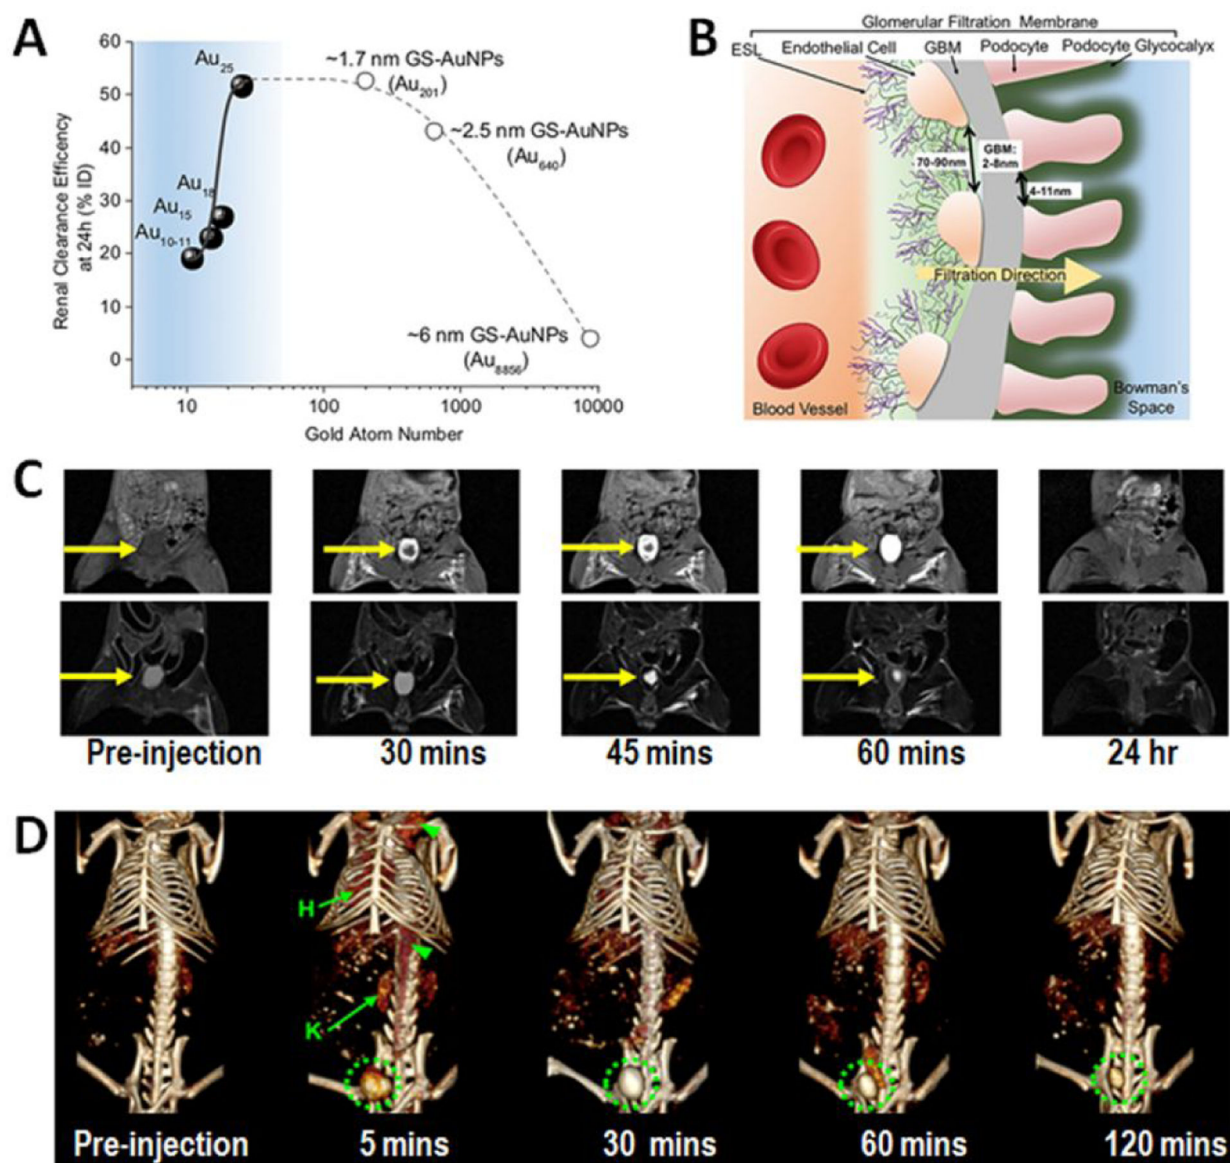 A
Renal Clearance Efficency
at 24h (% ID)
60
50
40
30
20
10
0
Au25
Au18
Au15
Au10-11
~1.7 nm GS-AuNPs
(Au201)
~2.5 nm GS-AuNPs
(Au640)
~6 nm GS-AuNPs
(Au8856)
10 100 1000 10000
Gold Atom Number
B
Glomerular Filtration Membrane
ESL Endothelial Cell GBM Podocyte Podocyte Glycocalyx
70-90nm
GBM:
2-8nm
4-11nm
Filtration Direction
Blood Vessel
Bowman's
Space
C
Pre-injection 30 mins 45 mins 60 mins 24 hr
D
H
K
Pre-injection 5 mins 30 mins 60 mins 120 mins